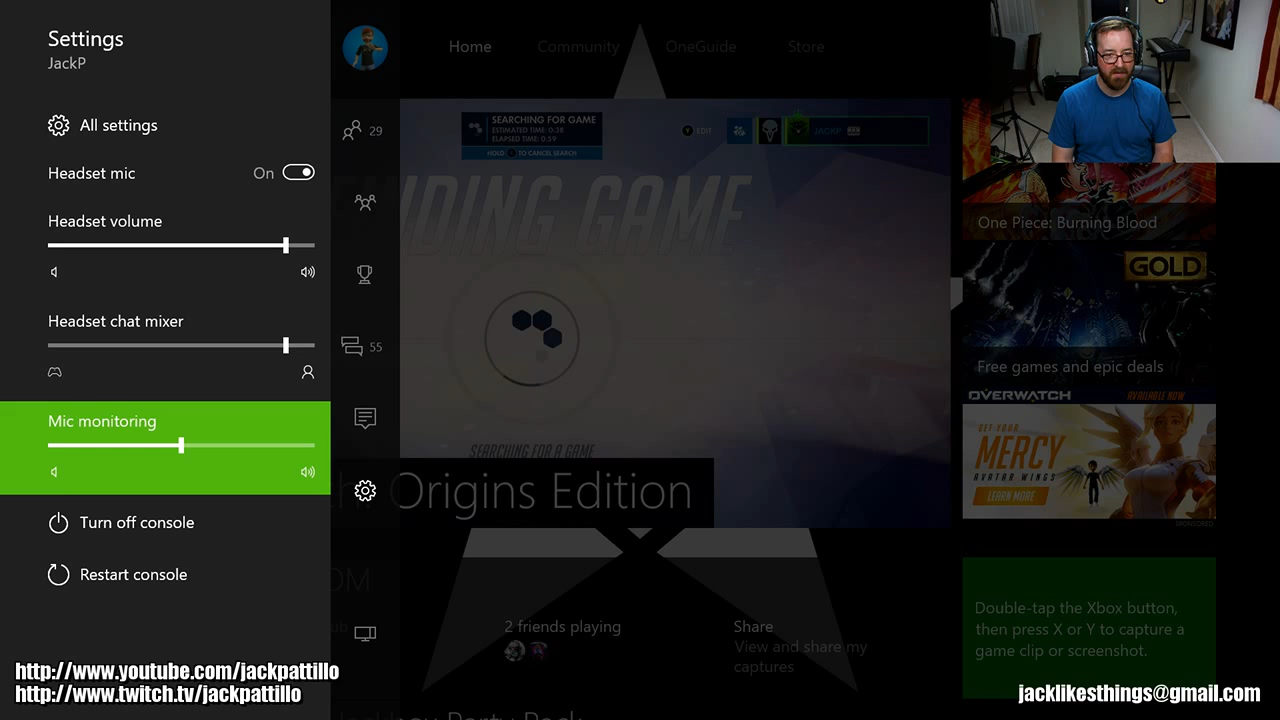 Settings
JackP
All settings
Headset mic
On
Headset volume
Headset chat mixer
Mic monitoring
Turn off console
Restart console
29
55
Home
Community
OneGuide
Store
SEARCHING FOR GAME
ESTIMATED TIME: 0:38
ELAPSED TIME: 0:59
HOLD TO CANCEL SEARCH
Y EDIT
JACKP
NDING GAME
SEARCHING FOR A GAME
Origins Edition
2 friends playing
Share
View and share my
captures
One Piece: Burning Blood
GOLD
Free games and epic deals
OVERWATCH
AVAILABLE NOW
GET YOUR
MERCY
AVATAR WINGS
LEARN MORE
SPONSORED
Double-tap the Xbox button,
then press X or Y to capture a
game clip or screenshot.
http://www.youtube.com/jackpattillo
http://www.twitch.tv/jackpattillo
jacklikesthings@gmail.com